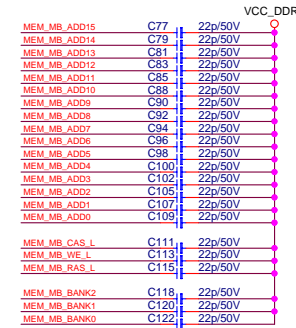 VCC_DDR
MEM_MB_ADD15 C77 22p/50V
MEM_MB_ADD14 C79 22p/50V
MEM_MB_ADD13 C81 22p/50V
MEM_MB_ADD12 C83 22p/50V
MEM_MB_ADD11 C85 22p/50V
MEM_MB_ADD10 C88 22p/50V
MEM_MB_ADD9 C90 22p/50V
MEM_MB_ADD8 C92 22p/50V
MEM_MB_ADD7 C94 22p/50V
MEM_MB_ADD6 C96 22p/50V
MEM_MB_ADD5 C98 22p/50V
MEM_MB_ADD4 C100 22p/50V
MEM_MB_ADD3 C102 22p/50V
MEM_MB_ADD2 C105 22p/50V
MEM_MB_ADD1 C107 22p/50V
MEM_MB_ADD0 C109 22p/50V
MEM_MB_CAS_L C111 22p/50V
MEM_MB_WE_L C113 22p/50V
MEM_MB_RAS_L C115 22p/50V
MEM_MB_BANK2 C118 22p/50V
MEM_MB_BANK1 C120 22p/50V
MEM_MB_BANK0 C122 22p/50V